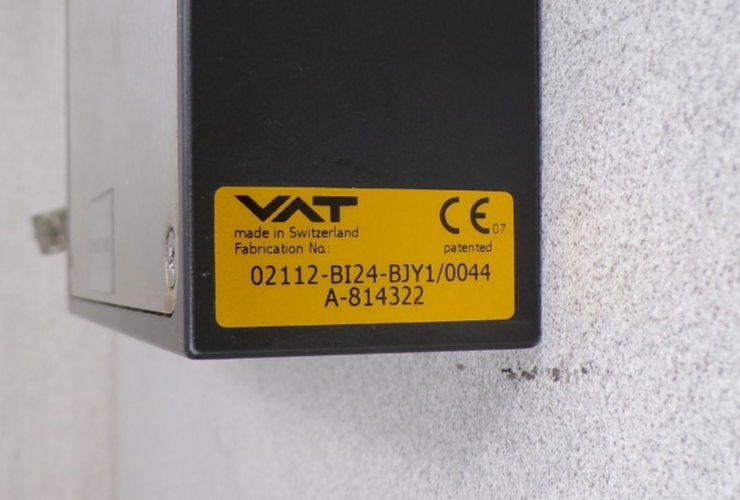 VAT
CE 07
made in Switzerland
Fabrication No.: patented
02112-BI24-BJY1/0044
A-814322